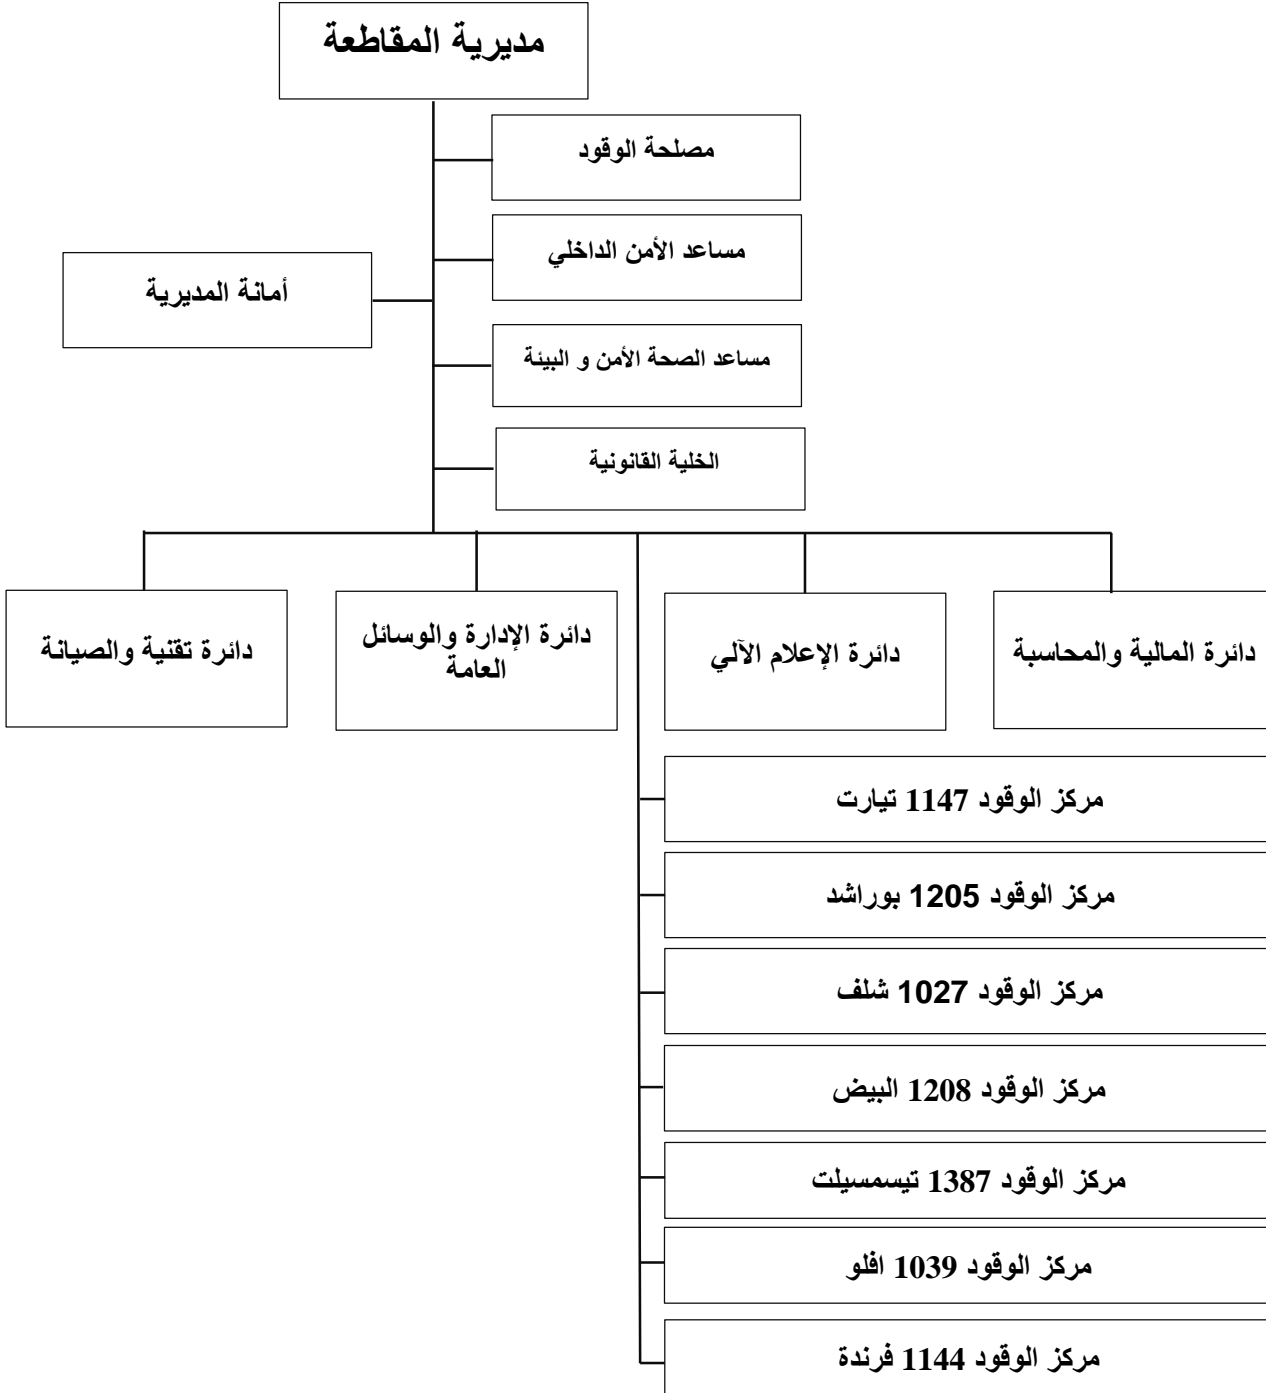 مديرية المقاطعة
مصلحة الوقود
مساعد الأمن الداخلي
أمانة المديرية
مساعد الصحة الأمن و البيئة
الخلية القانونية
دائرة المالية والمحاسبة
دائرة الإعلام الآلي
دائرة الإدارة والوسائل
العامة
دائرة تقنية والصيانة
مركز الوقود 1147 تيارت
مركز الوقود 1205 بوراشد
مركز الوقود 1027 شلف
مركز الوقود 1208 البيض
مركز الوقود 1387 تيسمسيلت
مركز الوقود 1039 افلو
مركز الوقود 1144 فرندة